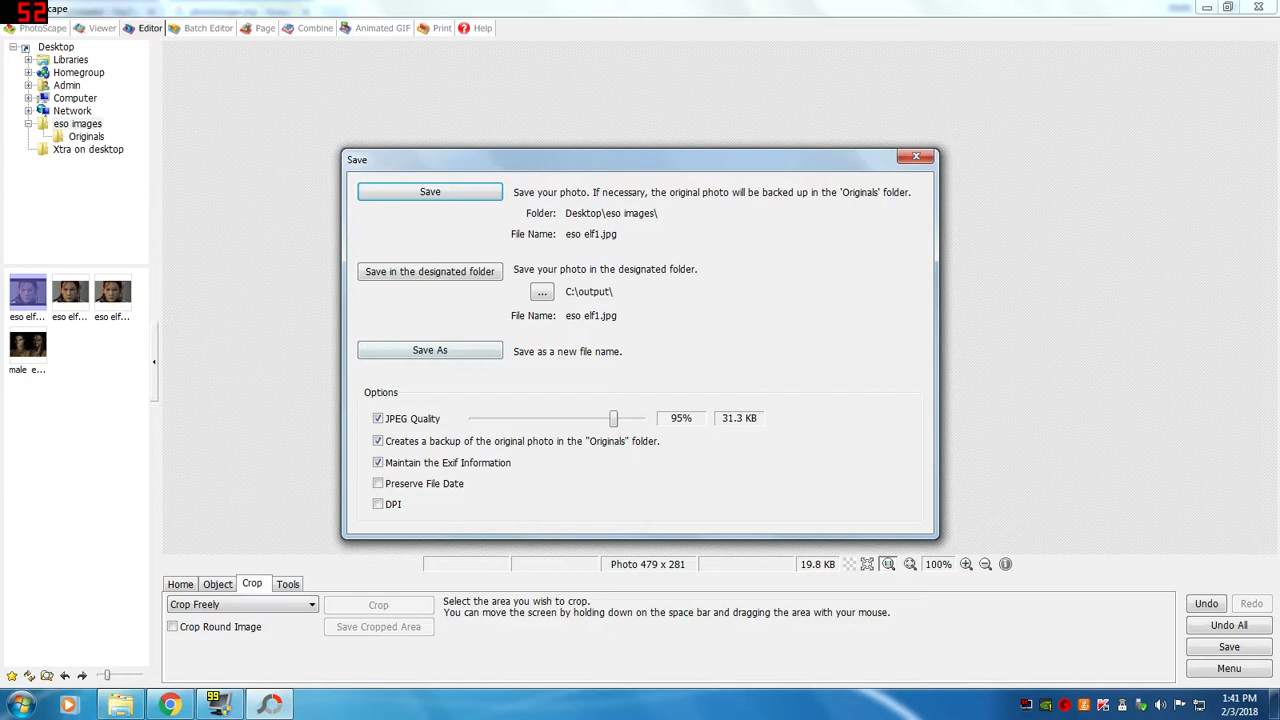 52
cape
PhotoScape Viewer Editor Batch Editor Page Combine Animated GIF Print Help
Desktop
Libraries
Homegroup
Admin
Computer
Network
eso images
Originals
Xtra on desktop
eso elf... eso elf... eso elf...
male e...
Save
Save Save your photo. If necessary, the original photo will be backed up in the 'Originals' folder.
Folder: Desktop\eso images\
File Name: eso elf1.jpg
Save in the designated folder Save your photo in the designated folder.
... C:\output\
File Name: eso elf1.jpg
Save As Save as a new file name.
Options
JPEG Quality 95% 31.3 KB
Creates a backup of the original photo in the "Originals" folder.
Maintain the Exif Information
Preserve File Date
DPI
Photo 479 x 281 19.8 KB 100%
Home Object Crop Tools
Crop Freely Crop Select the area you wish to crop.
You can move the screen by holding down on the space bar and dragging the area with your mouse.
Crop Round Image Save Cropped Area
Undo Redo
Undo All
Save
Menu
99
1:41 PM
2/3/2018